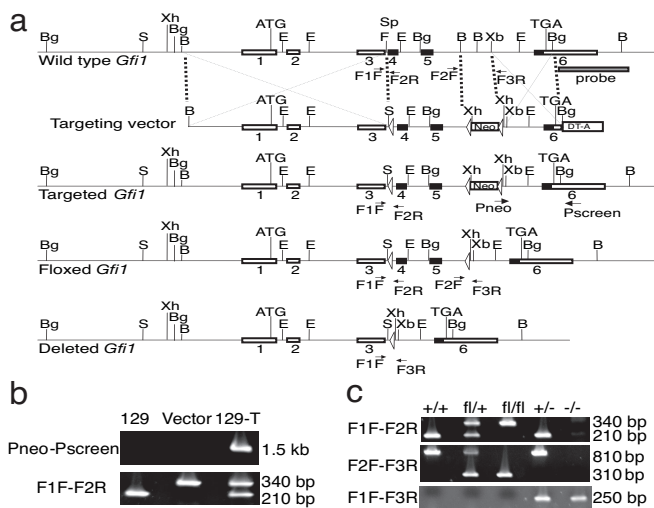 a
Xh
Sp
TGA
Bg S Bg B ATG E E F E Bg B B Xb E Bg B
Wild type Gfi1
1 2 3 4 5 6
F1F F2R F2F F3R probe
B ATG E E S E Bg Xh Xh Xb E TGA Bg
Targeting vector
1 2 3 4 5 Neo 6 DT-A
Bg S Xh Bg B ATG E E S E Bg Xh Xh Xb E TGA Bg B
Targeted Gfi1
1 2 3 4 5 Neo 6
F1F F2R Pneo Pscreen
Bg S Xh Bg B ATG E E S E Bg Xh Xb E TGA Bg B
Floxed Gfi1
1 2 3 4 5 6
F1F F2R F2F F3R
Bg S Xh Bg B ATG E E S Xh Xb E TGA Bg B
Deleted Gfi1
1 2 3 6
F1F F3R
b
129 Vector 129-T
Pneo-Pscreen 1.5 kb
F1F-F2R 340 bp
210 bp
c
+/+ fl/+ fl/fl +/- -/-
F1F-F2R 340 bp
210 bp
F2F-F3R 810 bp
310 bp
F1F-F3R 250 bp